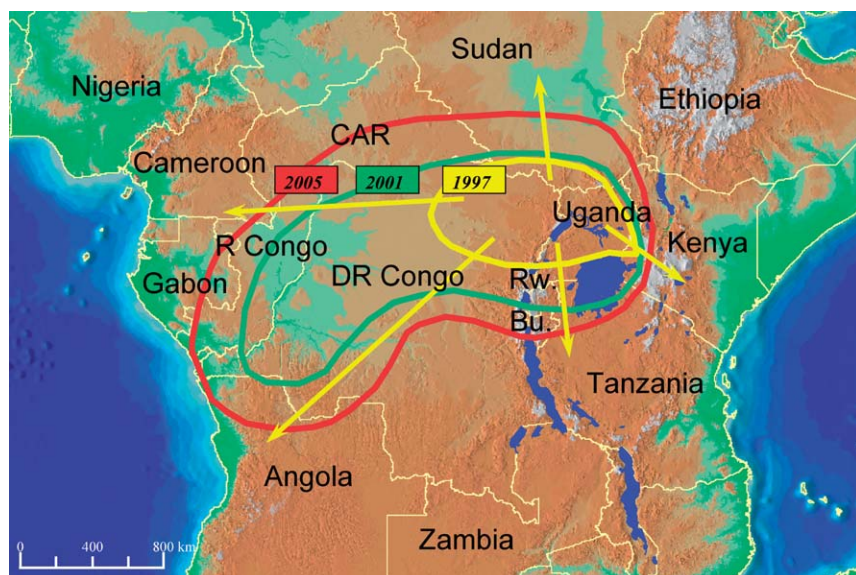 Sudan
Nigeria
Ethiopia
CAR
Cameroon
2005
2001
1997
Uganda
R Congo
Kenya
Gabon
DR Congo
Rw.
Bu.
Tanzania
Angola
Zambia
0 400 800 km